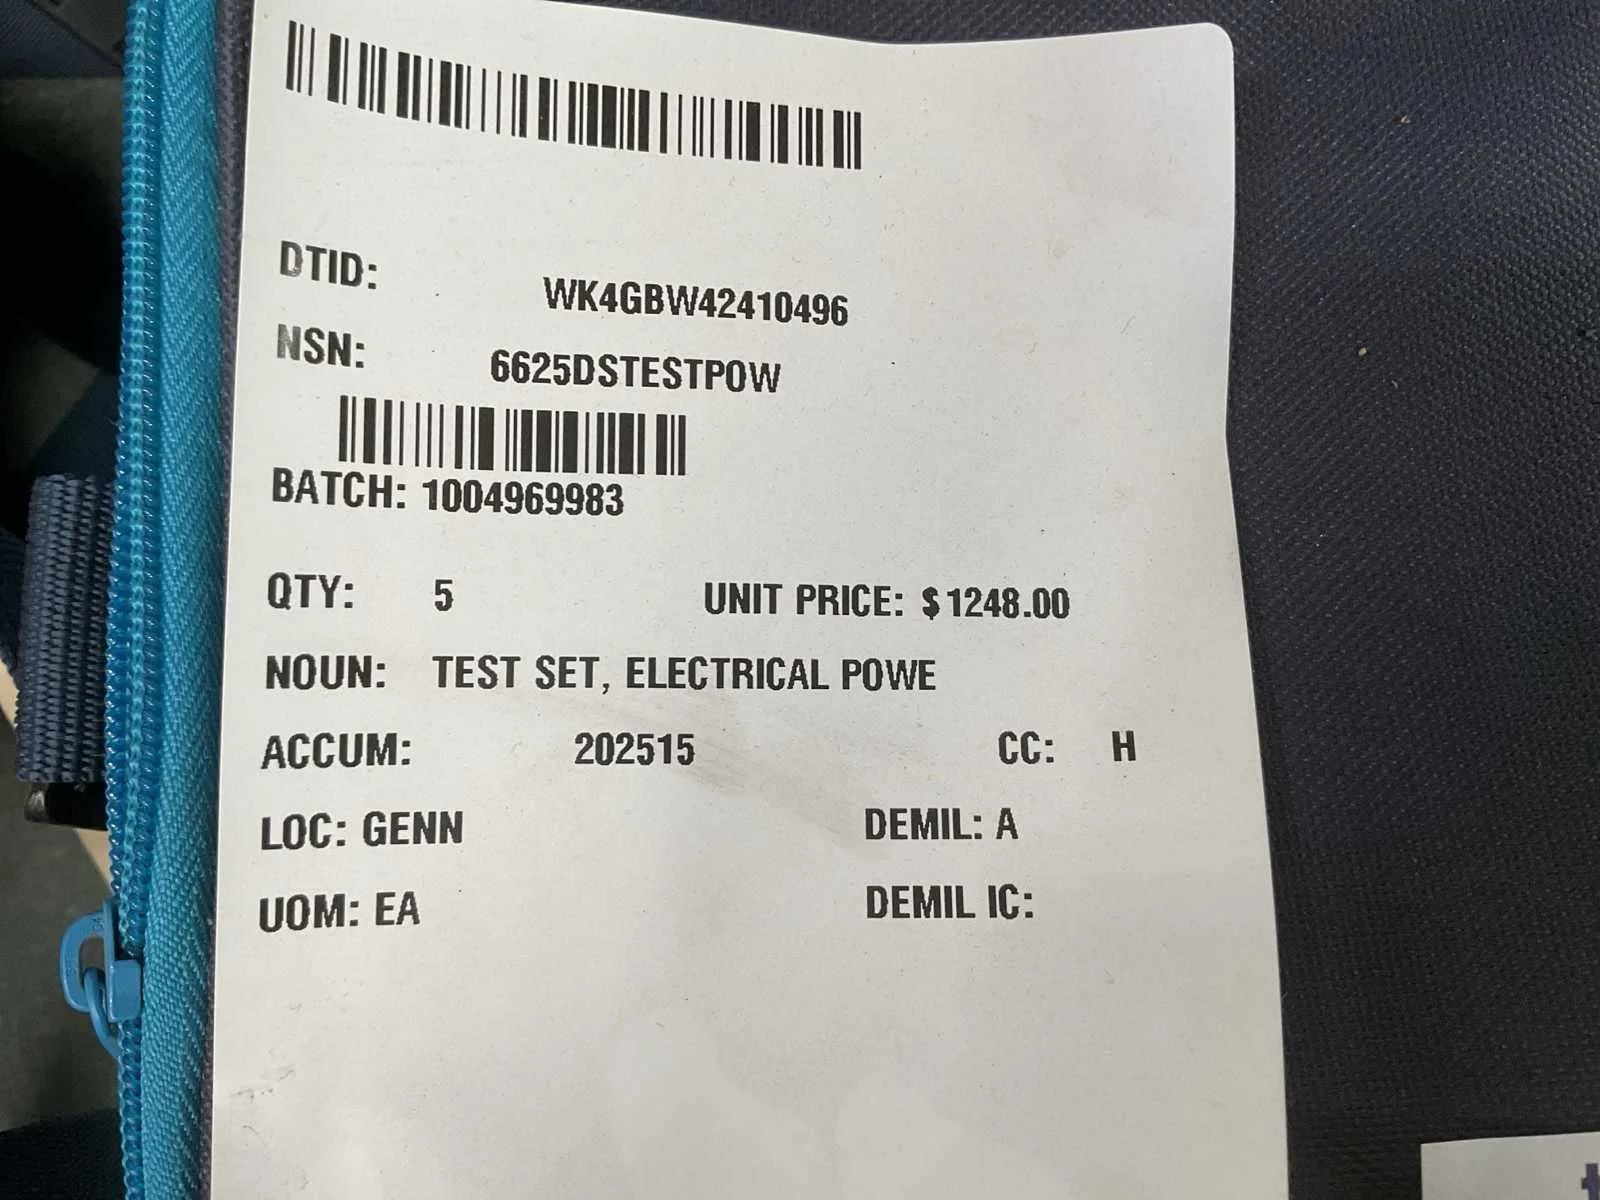 DTID: WK4GBW42410496
NSN: 6625DSTESTPOW
BATCH: 1004969983
QTY: 5 UNIT PRICE: $1248.00
NOUN: TEST SET, ELECTRICAL POWE
ACCUM: 202515 CC: H
LOC: GENN DEMIL: A
UOM: EA DEMIL IC: